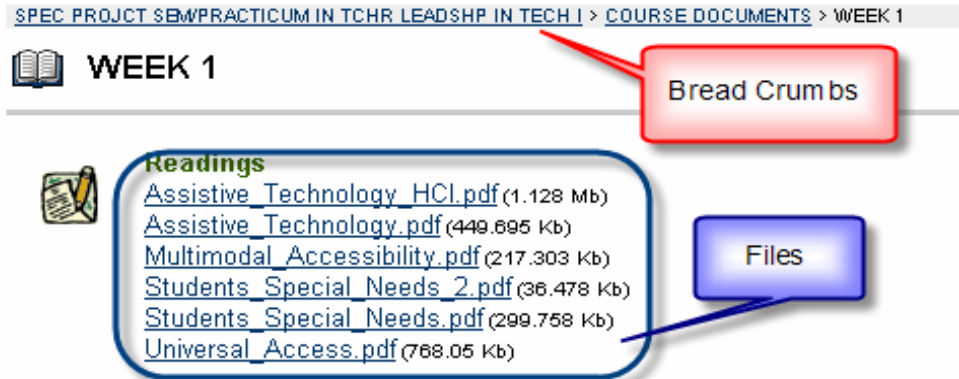 SPEC PROJCT SEM/PRACTICUM IN TCHR LEADSHP IN TECH I > COURSE DOCUMENTS > WEEK 1
WEEK 1
Bread Crumbs
Readings
Assistive_Technology_HCI.pdf (1.128 Mb)
Assistive_Technology.pdf (449.695 Kb)
Multimodal_Accessibility.pdf (217.303 Kb)
Students_Special_Needs_2.pdf (36.478 Kb)
Students_Special_Needs.pdf (299.758 Kb)
Universal_Access.pdf (768.05 Kb)
Files